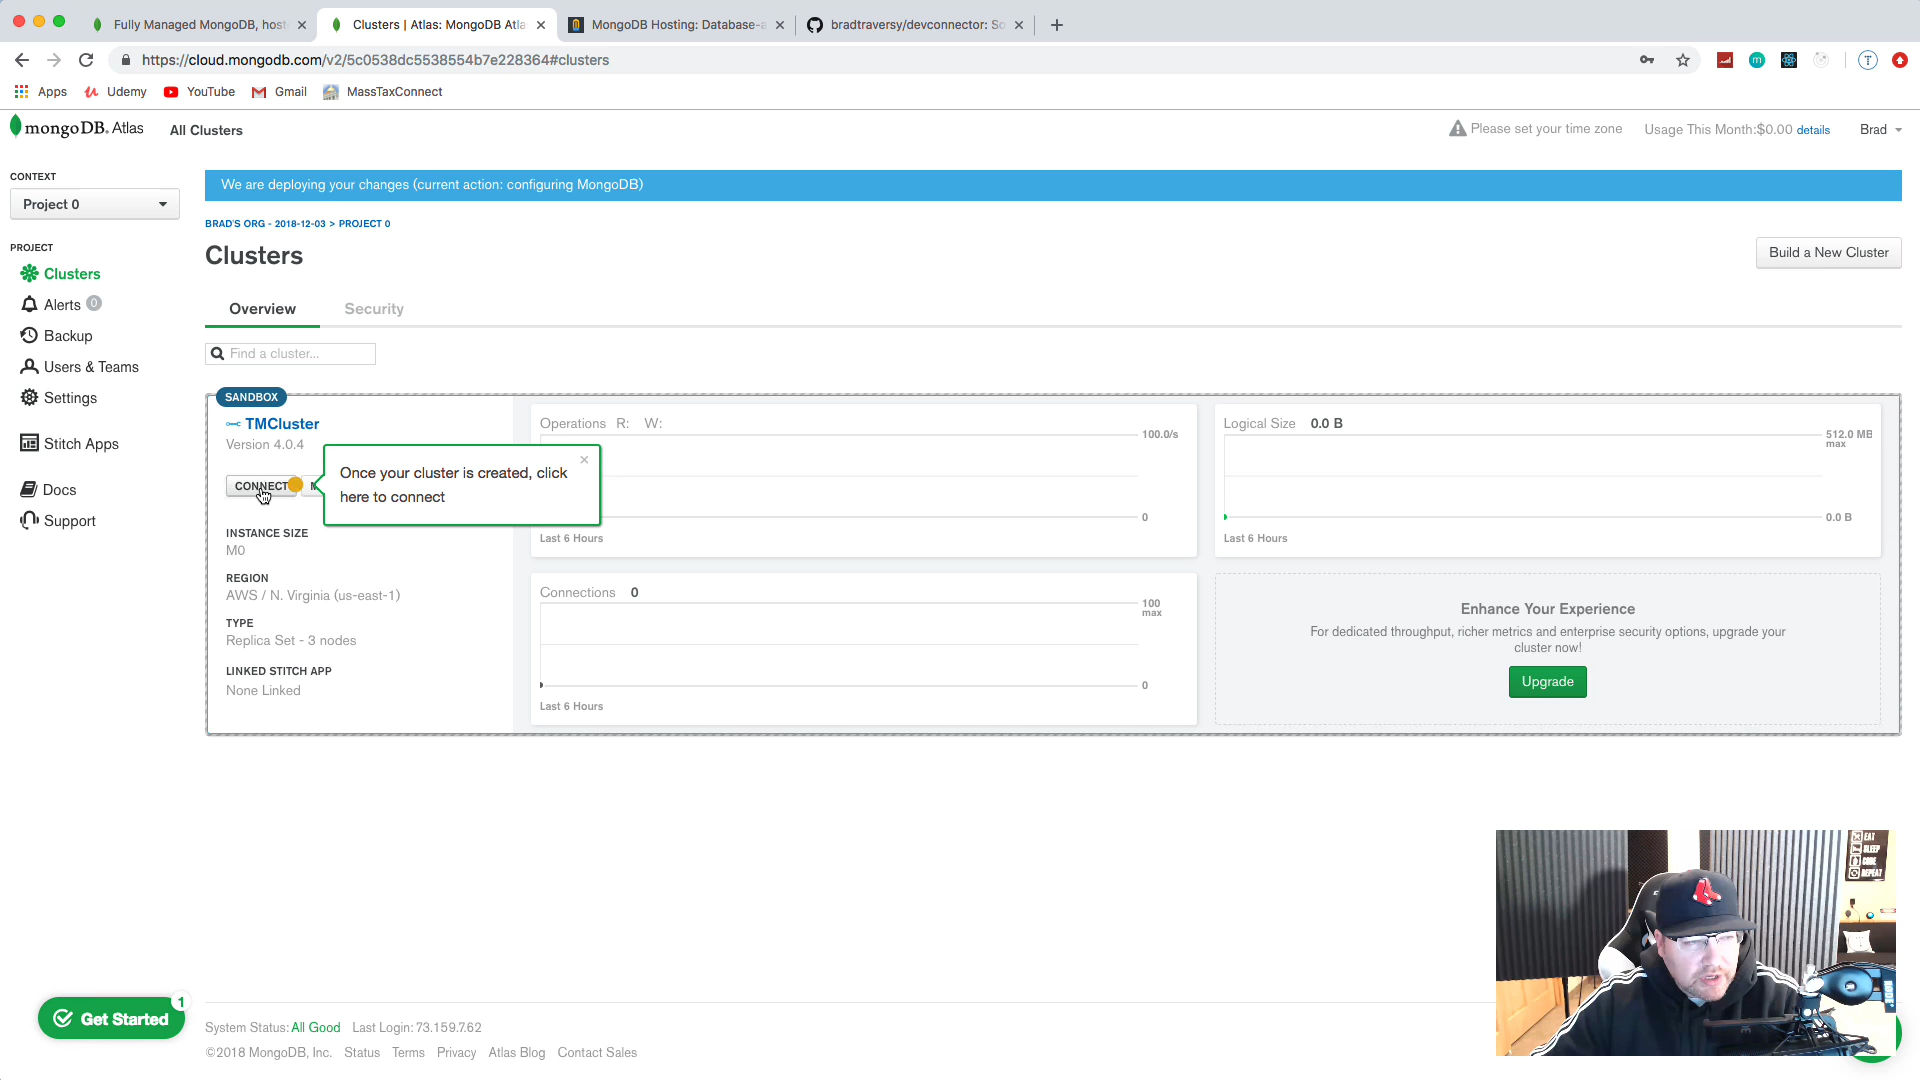 Fully Managed MongoDB, host
Clusters | Atlas: MongoDB Atla
MongoDB Hosting: Database-a
bradtraversy/devconnector: So
https://cloud.mongodb.com/v2/5c0538dc5538554b7e228364#clusters
Apps
Udemy
YouTube
Gmail
MassTaxConnect
mongoDB. Atlas
All Clusters
Please set your time zone
Usage This Month:$0.00 details
Brad
CONTEXT
Project 0
PROJECT
Clusters
Alerts 0
Backup
Users & Teams
Settings
Stitch Apps
Docs
Support
We are deploying your changes (current action: configuring MongoDB)
BRAD'S ORG - 2018-12-03 > PROJECT 0
Clusters
Build a New Cluster
Overview
Security
Find a cluster...
SANDBOX
TMCluster
Version 4.0.4
CONNECT
Once your cluster is created, click
here to connect
INSTANCE SIZE
M0
REGION
AWS / N. Virginia (us-east-1)
TYPE
Replica Set - 3 nodes
LINKED STITCH APP
None Linked
Operations R: W:
100.0/s
0
Last 6 Hours
Logical Size 0.0 B
512.0 MB
max
0.0 B
Last 6 Hours
Connections 0
100
max
0
Last 6 Hours
Enhance Your Experience
For dedicated throughput, richer metrics and enterprise security options, upgrade your
cluster now!
Upgrade
EAT
SLEEP
CODE
REPEAT
Get Started
1
System Status: All Good Last Login: 73.159.7.62
©2018 MongoDB, Inc. Status Terms Privacy Atlas Blog Contact Sales